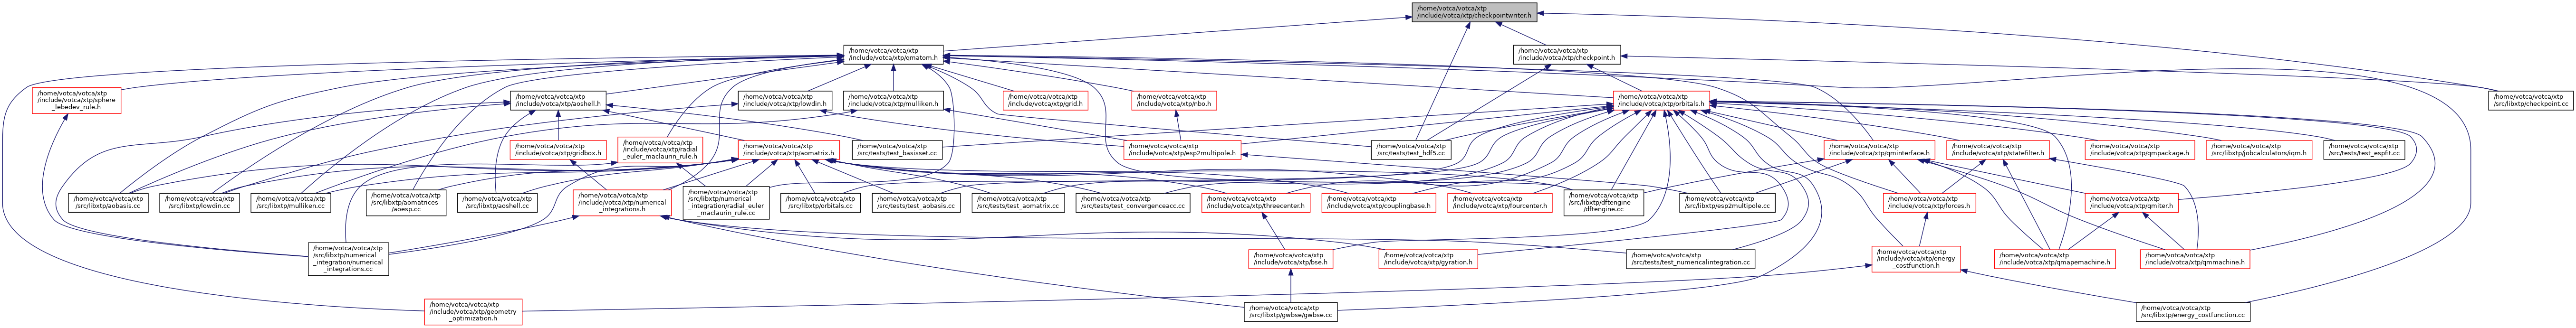 /home/votca/votca/xtp
/include/votca/xtp/checkpointwriter.h
/home/votca/votca/xtp
/include/votca/xtp/qmatom.h
/home/votca/votca/xtp
/include/votca/xtp/checkpoint.h
/home/votca/votca/xtp
/include/votca/xtp/sphere
_lebedev_rule.h
/home/votca/votca/xtp
/include/votca/xtp/aoshell.h
/home/votca/votca/xtp
/include/votca/xtp/lowdin.h
/home/votca/votca/xtp
/include/votca/xtp/mulliken.h
/home/votca/votca/xtp
/include/votca/xtp/grid.h
/home/votca/votca/xtp
/include/votca/xtp/nbo.h
/home/votca/votca/xtp
/include/votca/xtp/orbitals.h
/home/votca/votca/xtp
/src/libxtp/checkpoint.cc
/home/votca/votca/xtp
/include/votca/xtp/gridbox.h
/home/votca/votca/xtp
/include/votca/xtp/radial
_euler_maclaurin_rule.h
/home/votca/votca/xtp
/include/votca/xtp/aomatrix.h
/home/votca/votca/xtp
/src/tests/test_basisset.cc
/home/votca/votca/xtp
/include/votca/xtp/esp2multipole.h
/home/votca/votca/xtp
/src/tests/test_hdf5.cc
/home/votca/votca/xtp
/include/votca/xtp/qminterface.h
/home/votca/votca/xtp
/include/votca/xtp/statefilter.h
/home/votca/votca/xtp
/include/votca/xtp/qmpackage.h
/home/votca/votca/xtp
/src/libxtp/jobcalculators/iqm.h
/home/votca/votca/xtp
/src/tests/test_espfit.cc
/home/votca/votca/xtp
/src/libxtp/aobasis.cc
/home/votca/votca/xtp
/src/libxtp/lowdin.cc
/home/votca/votca/xtp
/src/libxtp/mulliken.cc
/home/votca/votca/xtp
/src/libxtp/aomatrices
/aoesp.cc
/home/votca/votca/xtp
/src/libxtp/aoshell.cc
/home/votca/votca/xtp
/include/votca/xtp/numerical
_integrations.h
/home/votca/votca/xtp
/src/libxtp/numerical
_integration/radial_euler
_maclaurin_rule.cc
/home/votca/votca/xtp
/src/libxtp/orbitals.cc
/home/votca/votca/xtp
/src/tests/test_aobasis.cc
/home/votca/votca/xtp
/src/tests/test_aomatrix.cc
/home/votca/votca/xtp
/src/tests/test_convergenceacc.cc
/home/votca/votca/xtp
/include/votca/xtp/threecenter.h
/home/votca/votca/xtp
/include/votca/xtp/couplingbase.h
/home/votca/votca/xtp
/include/votca/xtp/fourcenter.h
/home/votca/votca/xtp
/src/libxtp/dftengine
/dftengine.cc
/home/votca/votca/xtp
/src/libxtp/esp2multipole.cc
/home/votca/votca/xtp
/include/votca/xtp/forces.h
/home/votca/votca/xtp
/include/votca/xtp/qmiter.h
/home/votca/votca/xtp
/src/libxtp/numerical
_integration/numerical
_integrations.cc
/home/votca/votca/xtp
/include/votca/xtp/bse.h
/home/votca/votca/xtp
/include/votca/xtp/gyration.h
/home/votca/votca/xtp
/src/tests/test_numericalintegration.cc
/home/votca/votca/xtp
/include/votca/xtp/energy
_costfunction.h
/home/votca/votca/xtp
/include/votca/xtp/qmapemachine.h
/home/votca/votca/xtp
/include/votca/xtp/qmmachine.h
/home/votca/votca/xtp
/include/votca/xtp/geometry
_optimization.h
/home/votca/votca/xtp
/src/libxtp/gwbse/gwbse.cc
/home/votca/votca/xtp
/src/libxtp/energy_costfunction.cc